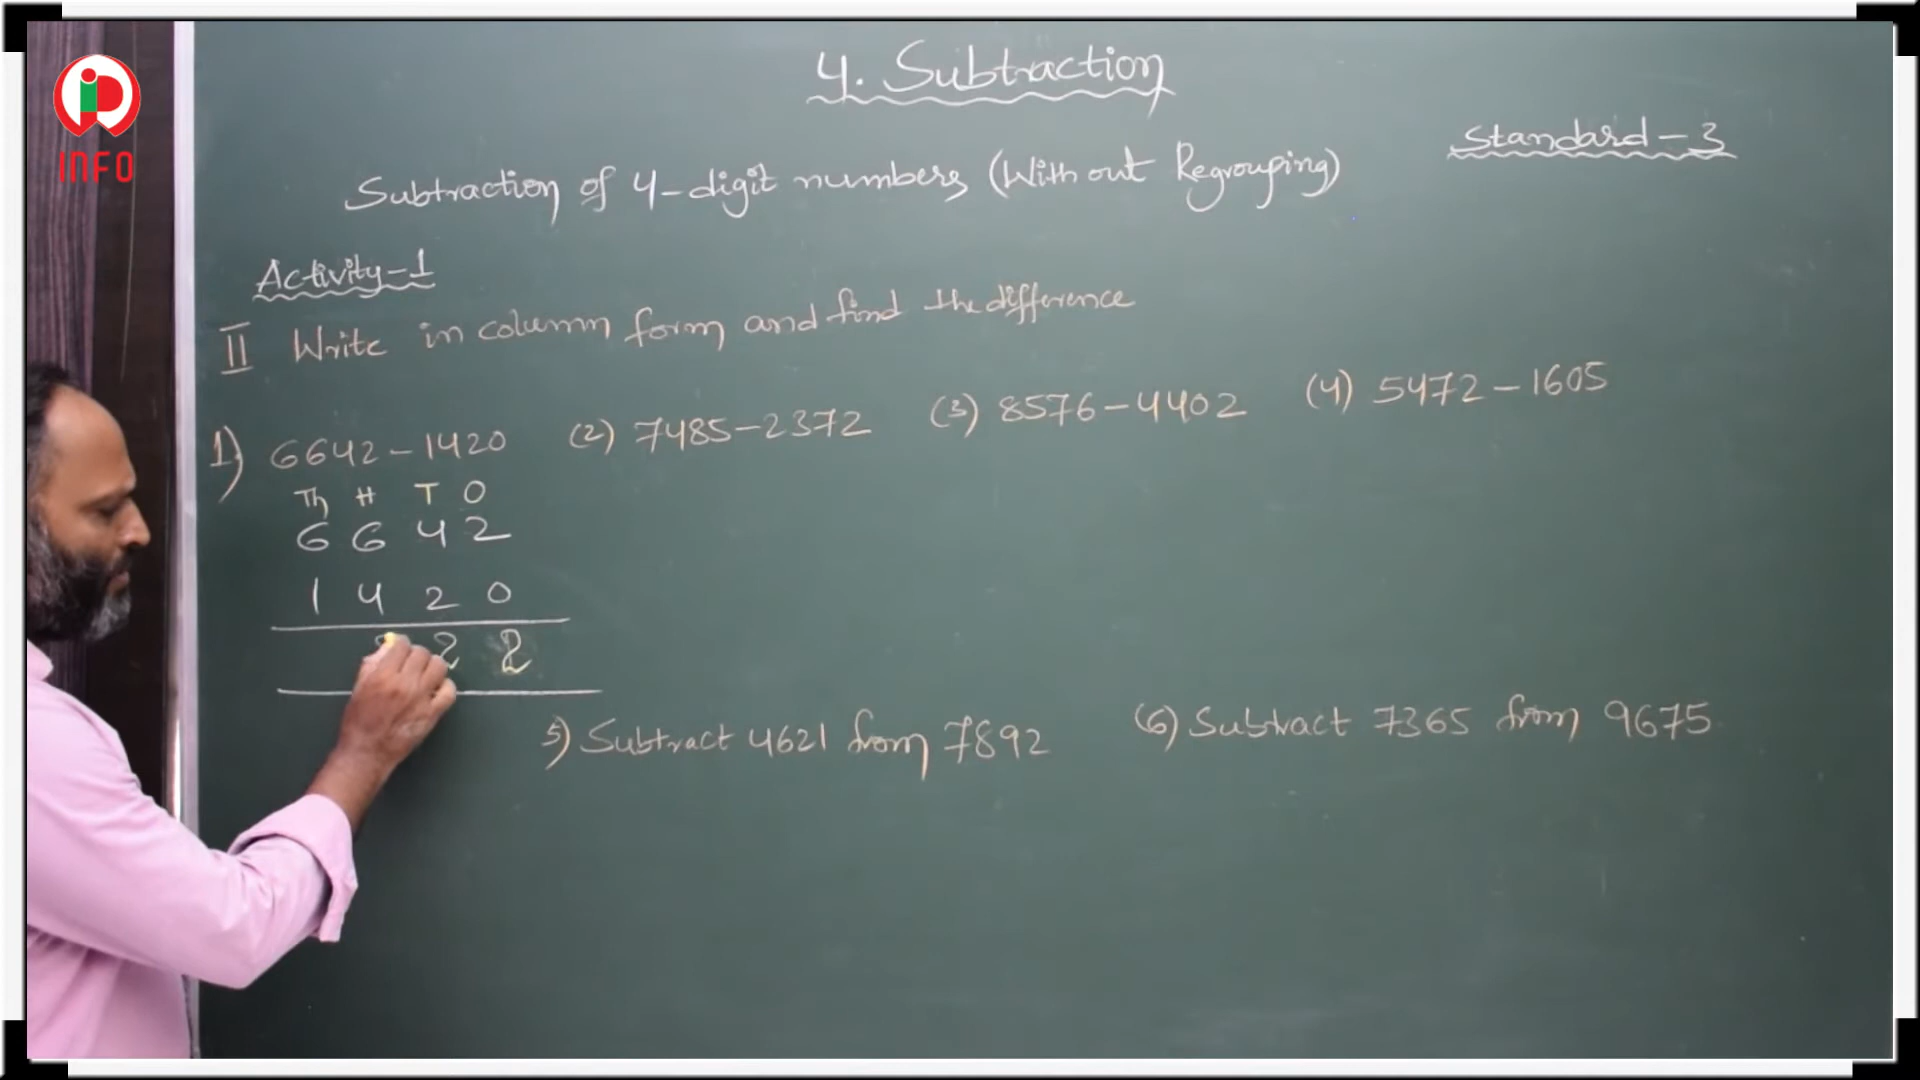 INFO
4. Subtraction
Standard-3
Subtraction of 4-digit numbers (Without Regrouping)
Activity-1
II Write in column form and find the difference
1) 6642-1420 (2) 7485-2372 (3) 8576-4402 (4) 5472-1605
Th H T O
6 6 4 2
1 4 2 0
2 2
5) Subtract 4621 from 7892 (6) Subtract 7365 from 9675